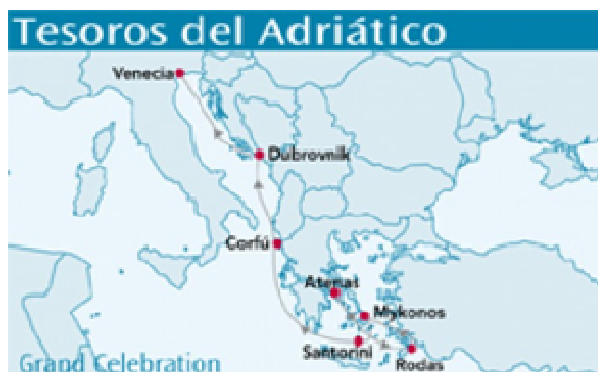 Tesoros del Adriático
Venecia
Dubrovnik
Corfú
Atenas
Mykonos
Santorini
Rodas
Grand Celebration